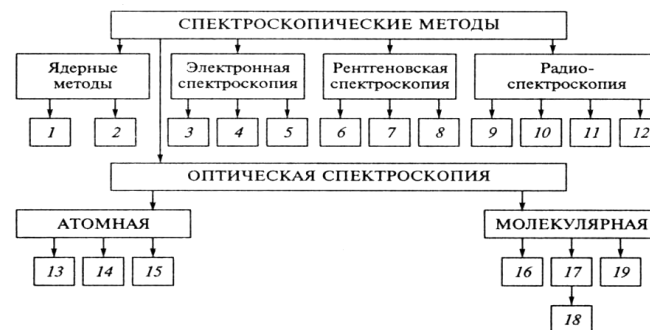 СПЕКТРОСКОПИЧЕСКИЕ МЕТОДЫ
Ядерные
методы
Электронная
спектроскопия
Рентгеновская
спектроскопия
Радио-
спектроскопия
1 2 3 4 5 6 7 8 9 10 11 12
ОПТИЧЕСКАЯ СПЕКТРОСКОПИЯ
АТОМНАЯ
МОЛЕКУЛЯРНАЯ
13 14 15 16 17 19
18